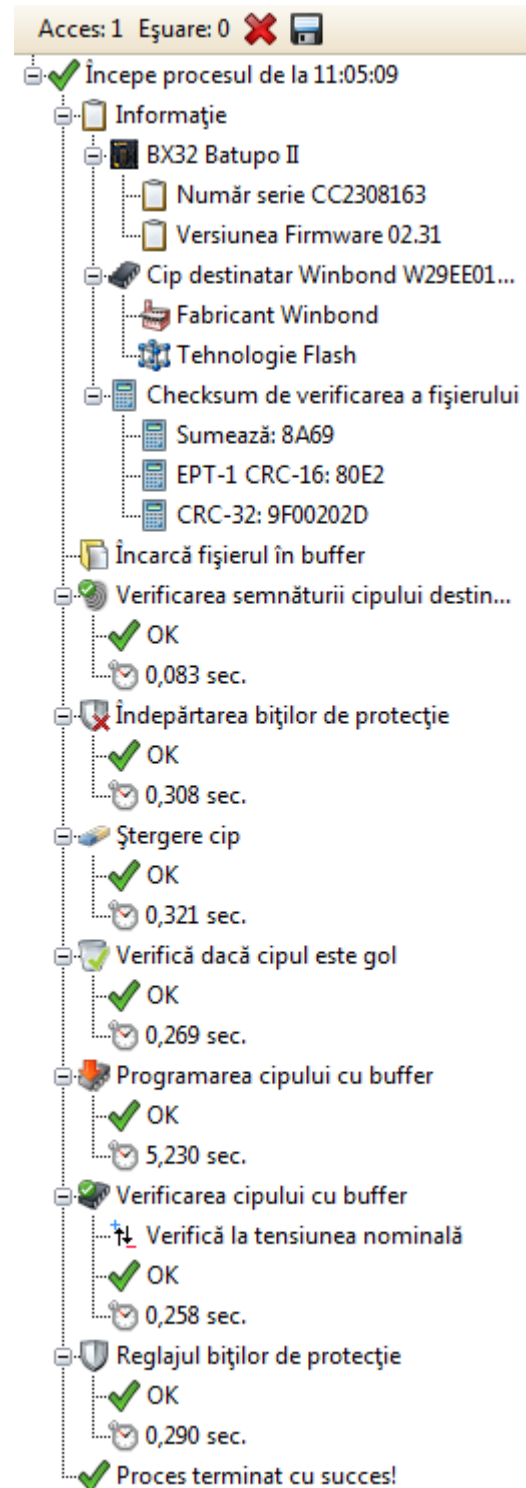 Acces: 1 Eşuare: 0
Începe procesul de la 11:05:09
Informaţie
BX32 Batupo II
Număr serie CC2308163
Versiunea Firmware 02.31
Cip destinatar Winbond W29EE01...
Fabricant Winbond
Tehnologie Flash
Checksum de verificarea a fişierului
Sumează: 8A69
EPT-1 CRC-16: 80E2
CRC-32: 9F00202D
Încarcă fişierul în buffer
Verificarea semnăturii cipului destin...
OK
0,083 sec.
Îndepărtarea biţilor de protecţie
OK
0,308 sec.
Ştergere cip
OK
0,321 sec.
Verifică dacă cipul este gol
OK
0,269 sec.
Programarea cipului cu buffer
OK
5,230 sec.
Verificarea cipului cu buffer
Verifică la tensiunea nominală
OK
0,258 sec.
Reglajul biţilor de protecţie
OK
0,290 sec.
Proces terminat cu succes!